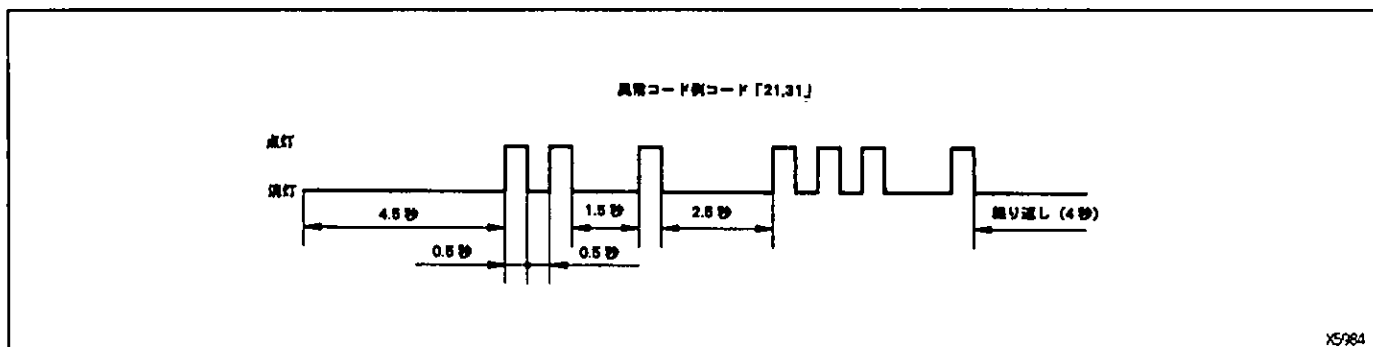 異常コード例コード「21,31」
点灯
消灯
4.5 秒
1.5 秒
2.5 秒
繰り返し (4 秒)
0.5 秒
0.5 秒
X5984